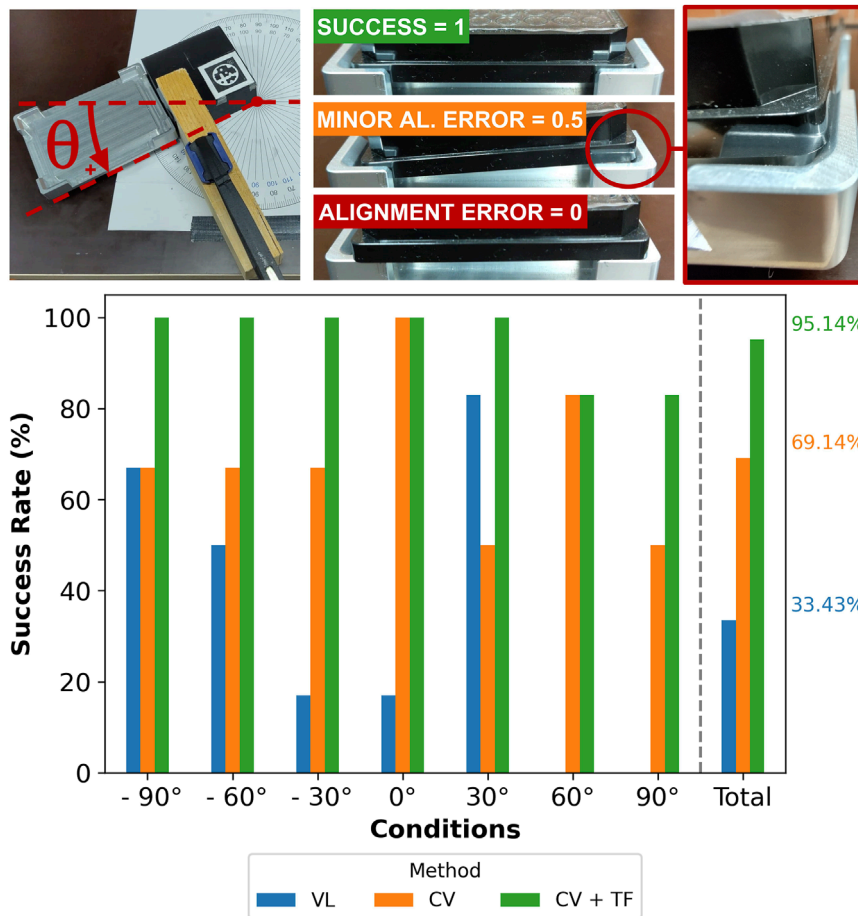 θ
+
SUCCESS = 1
MINOR AL. ERROR = 0.5
ALIGNMENT ERROR = 0
Success Rate (%)
100
80
60
40
20
0
95.14%
69.14%
33.43%
- 90°
- 60°
- 30°
0°
30°
60°
90°
Total
Conditions
Method
VL
CV
CV + TF